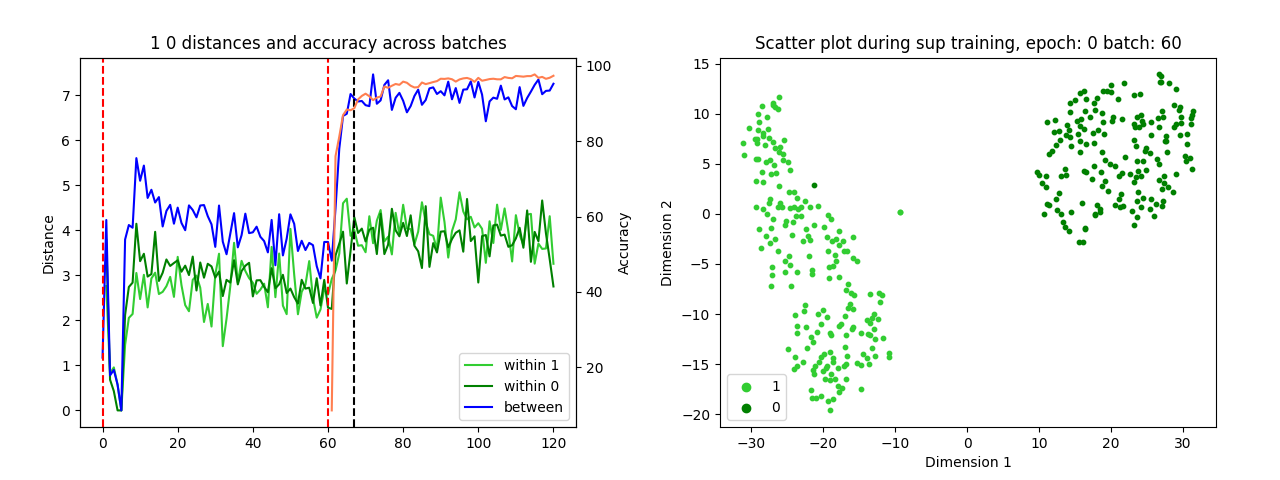 1 0 distances and accuracy across batches
Distance
7
6
5
4
3
2
1
0
0 20 40 60 80 100 120
100
80
60
40
20
Accuracy
within 1
within 0
between
Scatter plot during sup training, epoch: 0 batch: 60
Dimension 2
15
10
5
0
−5
−10
−15
−20
−30 −20 −10 0 10 20 30
Dimension 1
1
0